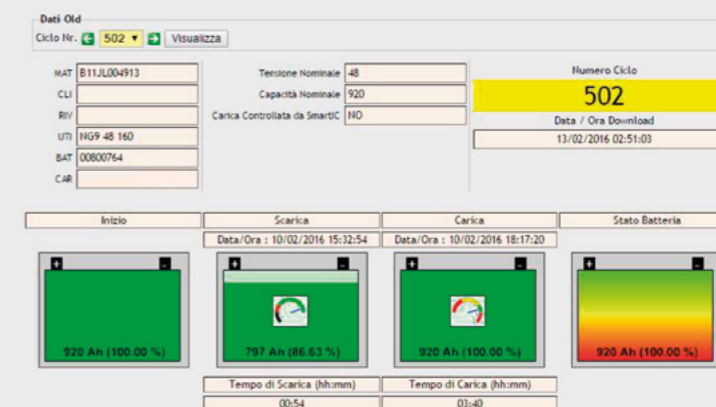 Dati Old
Ciclo Nr. 502 Visualizza
MAT B11JL004913
CLI
RIV
UTI NG9 48 160
BAT 00800764
CAR
Tensione Nominale 48
Capacità Nominale 920
Carica Controllata da SmartIC NO
Numero Ciclo
502
Data / Ora Download
13/02/2016 02:51:03
Inizio Scarica Carica Stato Batteria
Data/Ora : 10/02/2016 15:32:54 Data/Ora : 10/02/2016 18:17:20
+ - + - + - + -
920 Ah (100.00 %) 797 Ah (86.63 %) 920 Ah (100.00 %) 920 Ah (100.00 %)
Tempo di Scarica (hh:mm) Tempo di Carica (hh:mm)
00:54 03:40